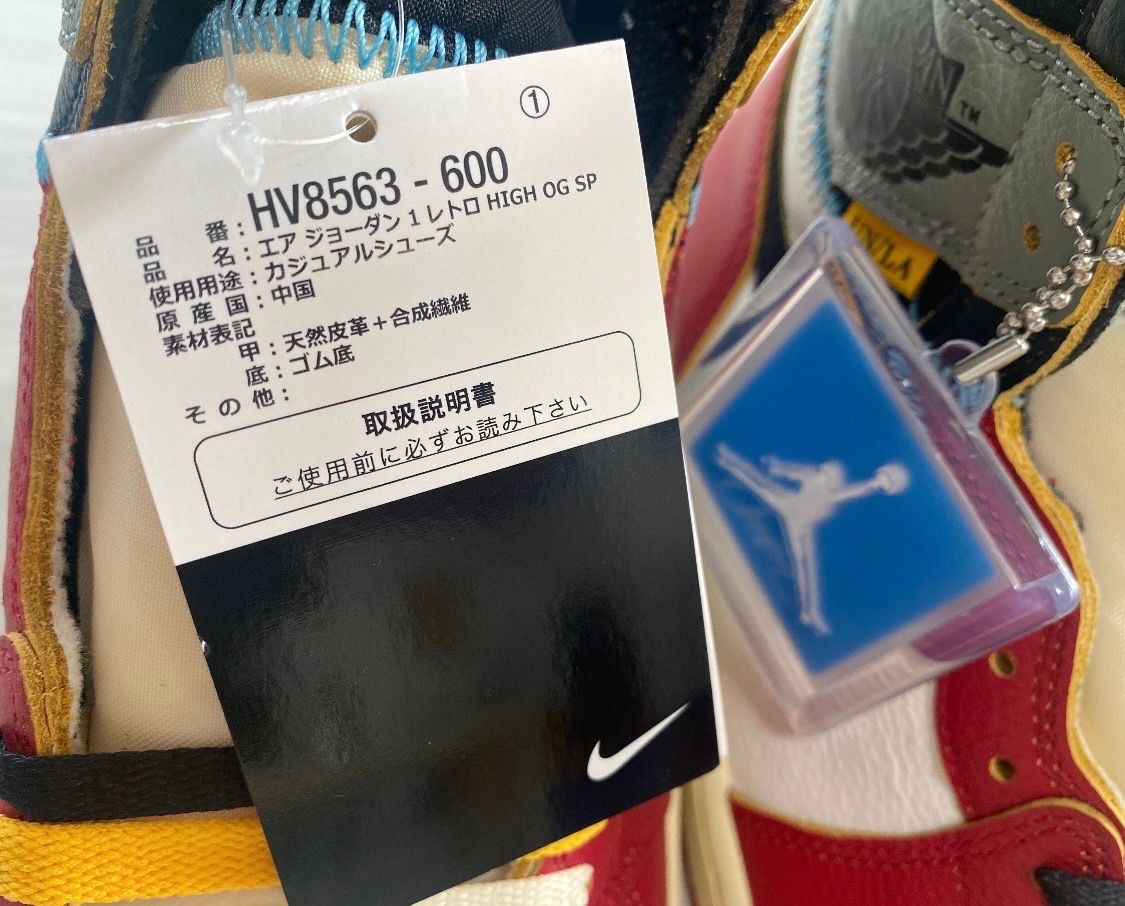 ①
品番：HV8563 - 600
品名：エア ジョーダン 1 レトロ HIGH OG SP
使用用途：カジュアルシューズ
原産国：中国
素材表記
甲：天然皮革＋合成繊維
底：ゴム底
その他：
取扱説明書
ご使用前に必ずお読み下さい
TM